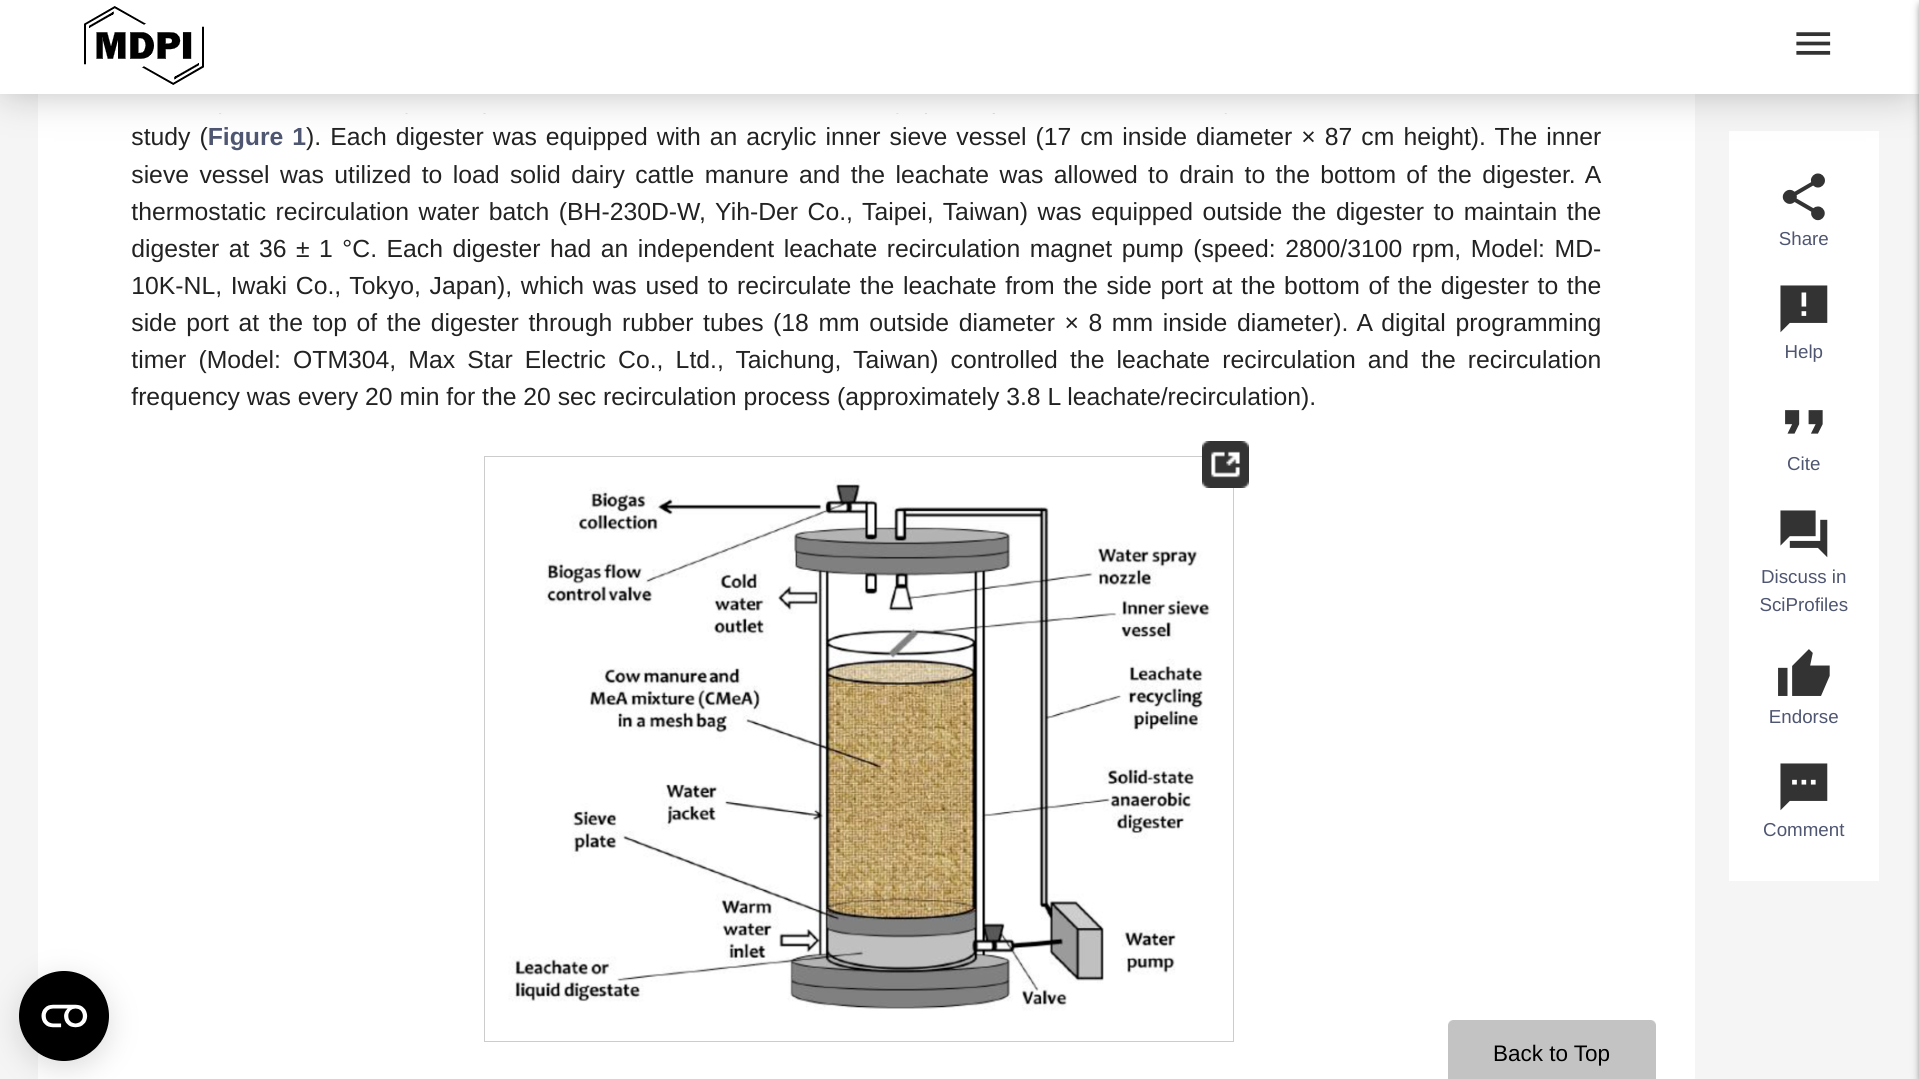 MDPI
study (Figure 1). Each digester was equipped with an acrylic inner sieve vessel (17 cm inside diameter × 87 cm height). The inner
sieve vessel was utilized to load solid dairy cattle manure and the leachate was allowed to drain to the bottom of the digester. A
thermostatic recirculation water batch (BH-230D-W, Yih-Der Co., Taipei, Taiwan) was equipped outside the digester to maintain the
digester at 36 ± 1 °C. Each digester had an independent leachate recirculation magnet pump (speed: 2800/3100 rpm, Model: MD-
10K-NL, Iwaki Co., Tokyo, Japan), which was used to recirculate the leachate from the side port at the bottom of the digester to the
side port at the top of the digester through rubber tubes (18 mm outside diameter × 8 mm inside diameter). A digital programming
timer (Model: OTM304, Max Star Electric Co., Ltd., Taichung, Taiwan) controlled the leachate recirculation and the recirculation
frequency was every 20 min for the 20 sec recirculation process (approximately 3.8 L leachate/recirculation).
Biogas
collection
Biogas flow
control valve
Cold
water
outlet
Cow manure and
MeA mixture (CMeA)
in a mesh bag
Water
jacket
Sieve
plate
Warm
water
inlet
Leachate or
liquid digestate
Water spray
nozzle
Inner sieve
vessel
Leachate
recycling
pipeline
Solid-state
anaerobic
digester
Water
pump
Valve
Share
Help
Cite
Discuss in
SciProfiles
Endorse
Comment
Back to Top